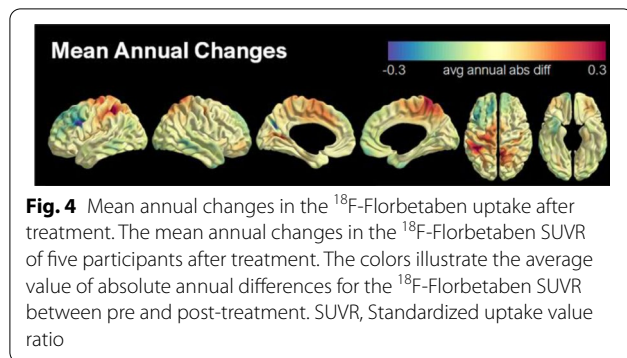 Mean Annual Changes
-0.3 avg annual abs diff 0.3
Fig. 4 Mean annual changes in the ¹⁸F-Florbetaben uptake after
treatment. The mean annual changes in the ¹⁸F-Florbetaben SUVR
of five participants after treatment. The colors illustrate the average
value of absolute annual differences for the ¹⁸F-Florbetaben SUVR
between pre and post-treatment. SUVR, Standardized uptake value
ratio